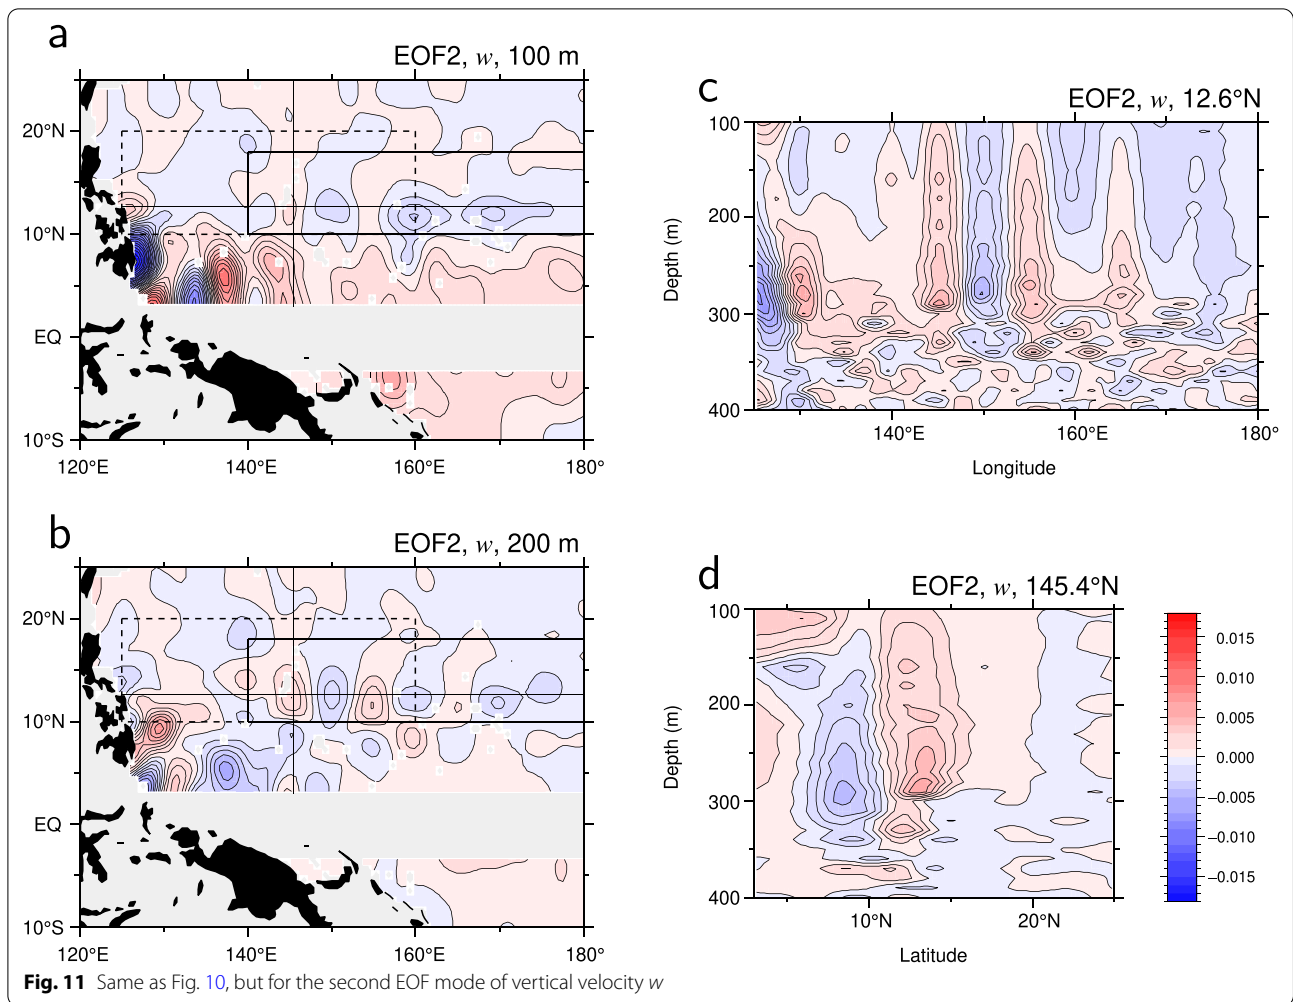 a
EOF2, w, 100 m
20°N
10°N
EQ
10°S
120°E 140°E 160°E 180°
b
EOF2, w, 200 m
20°N
10°N
EQ
10°S
120°E 140°E 160°E 180°
c
EOF2, w, 12.6°N
100
200
300
400
Depth (m)
140°E 160°E 180°
Longitude
d
EOF2, w, 145.4°N
100
200
300
400
Depth (m)
10°N 20°N
Latitude
0.015
0.010
0.005
0.000
−0.005
−0.010
−0.015
Fig. 11 Same as Fig. 10, but for the second EOF mode of vertical velocity w